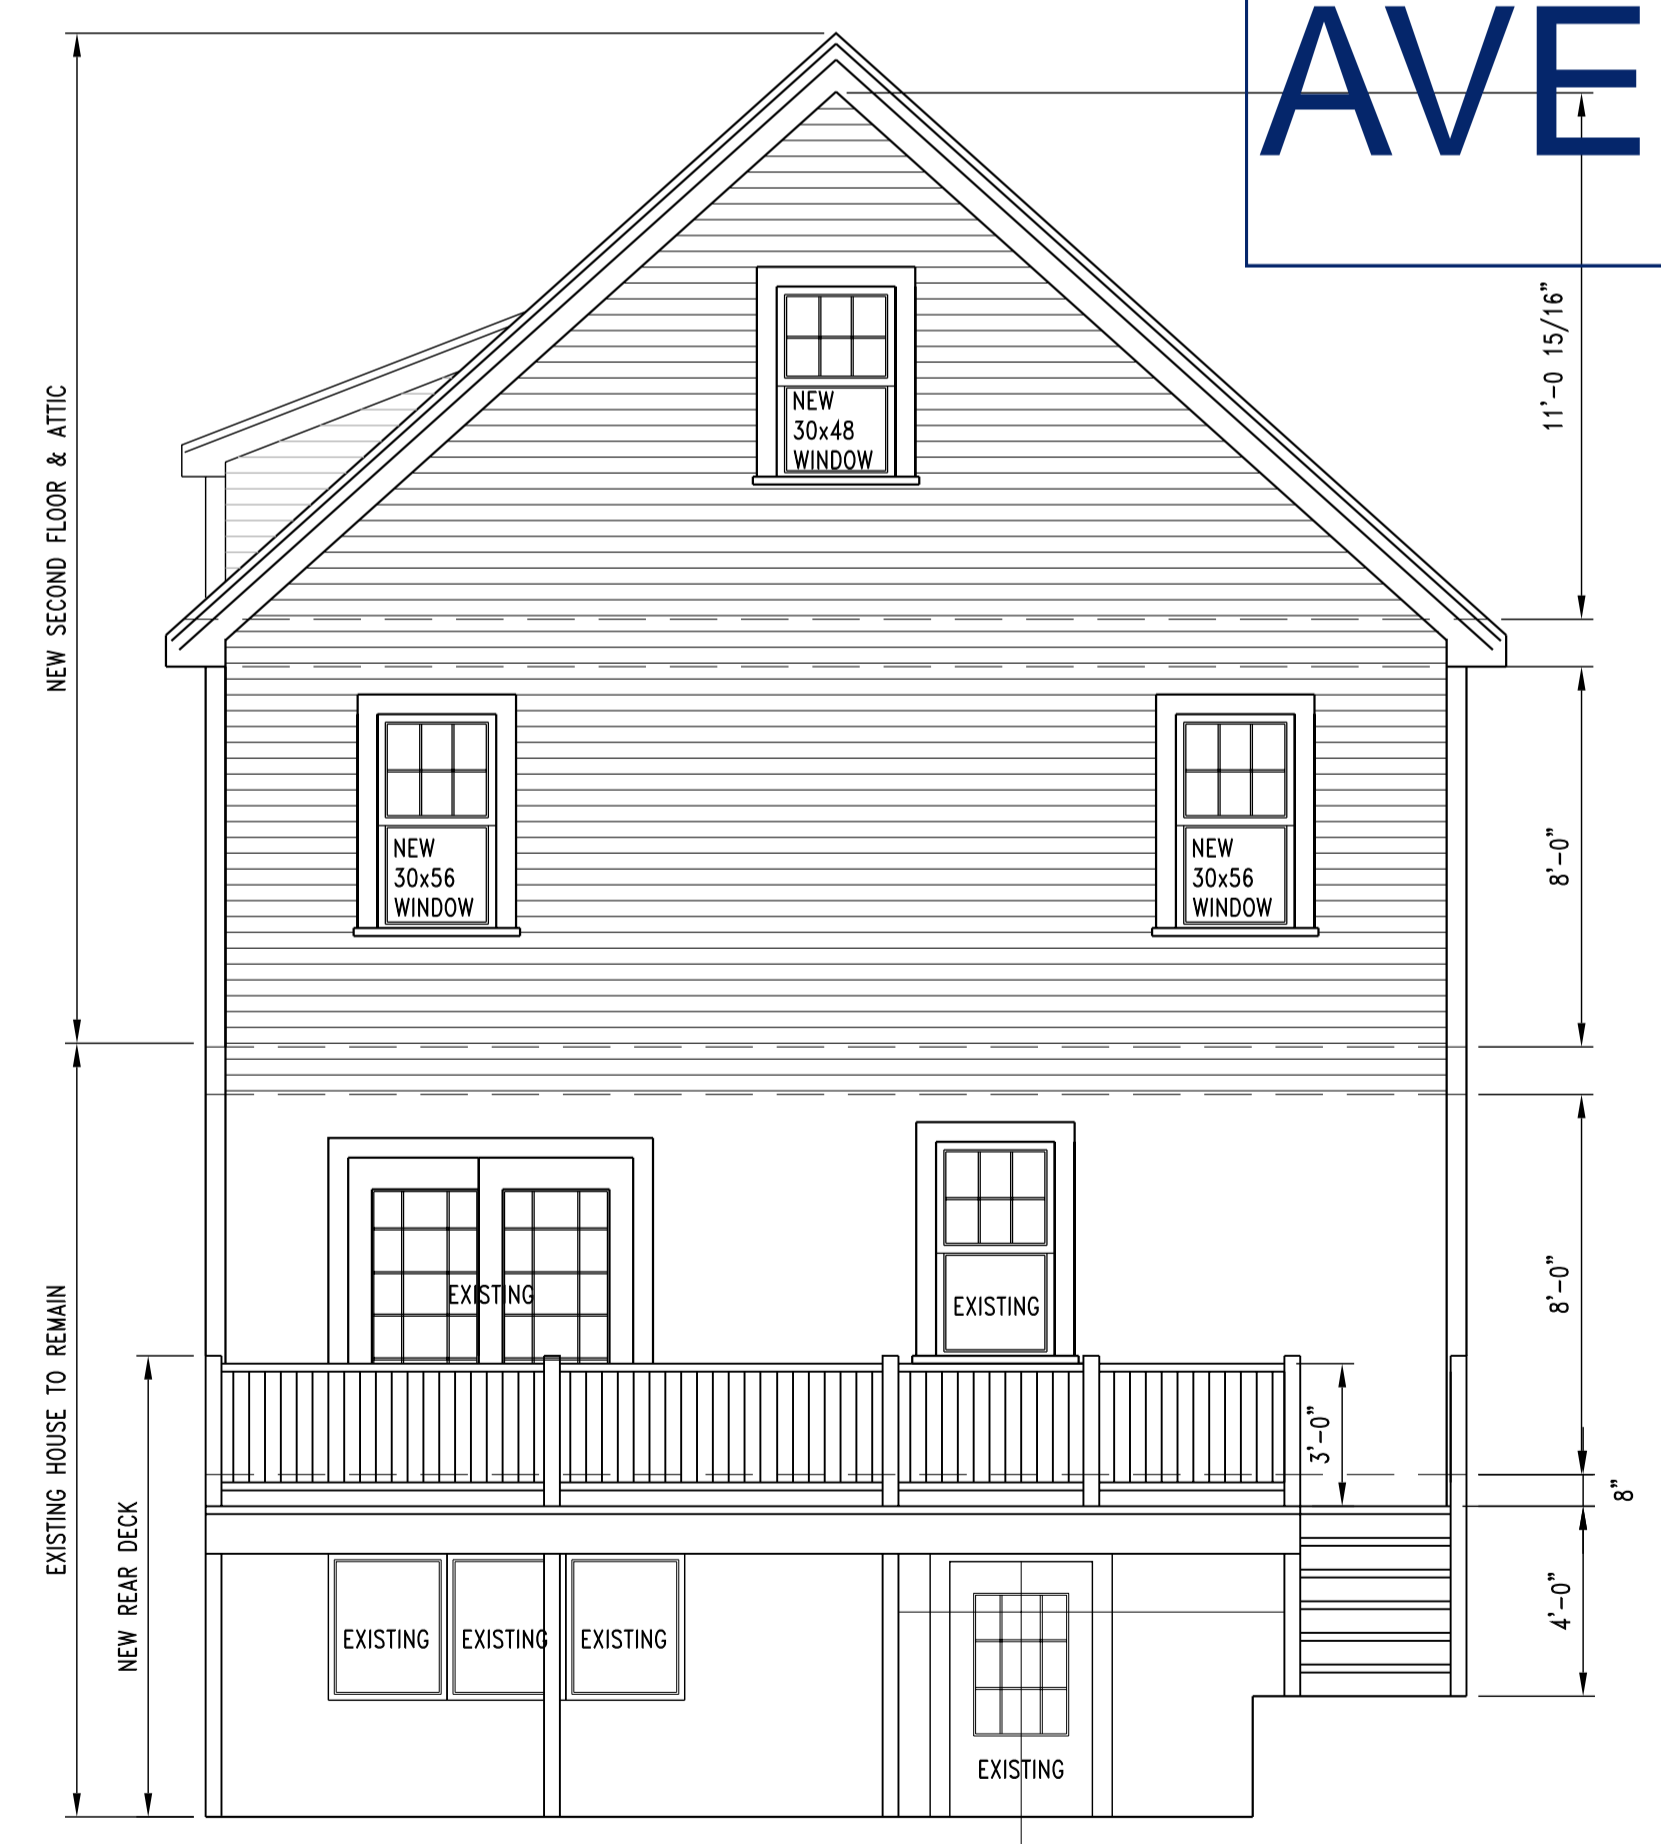 AVE
11'-0 15/16"
NEW SECOND FLOOR & ATTIC
NEW
30x48
WINDOW
8'-0"
NEW
30x56
WINDOW
NEW
30x56
WINDOW
EXISTING HOUSE TO REMAIN
8'-0"
EXISTING
EXISTING
3'-0"
8"
NEW REAR DECK
4'-0"
EXISTING
EXISTING
EXISTING
EXISTING